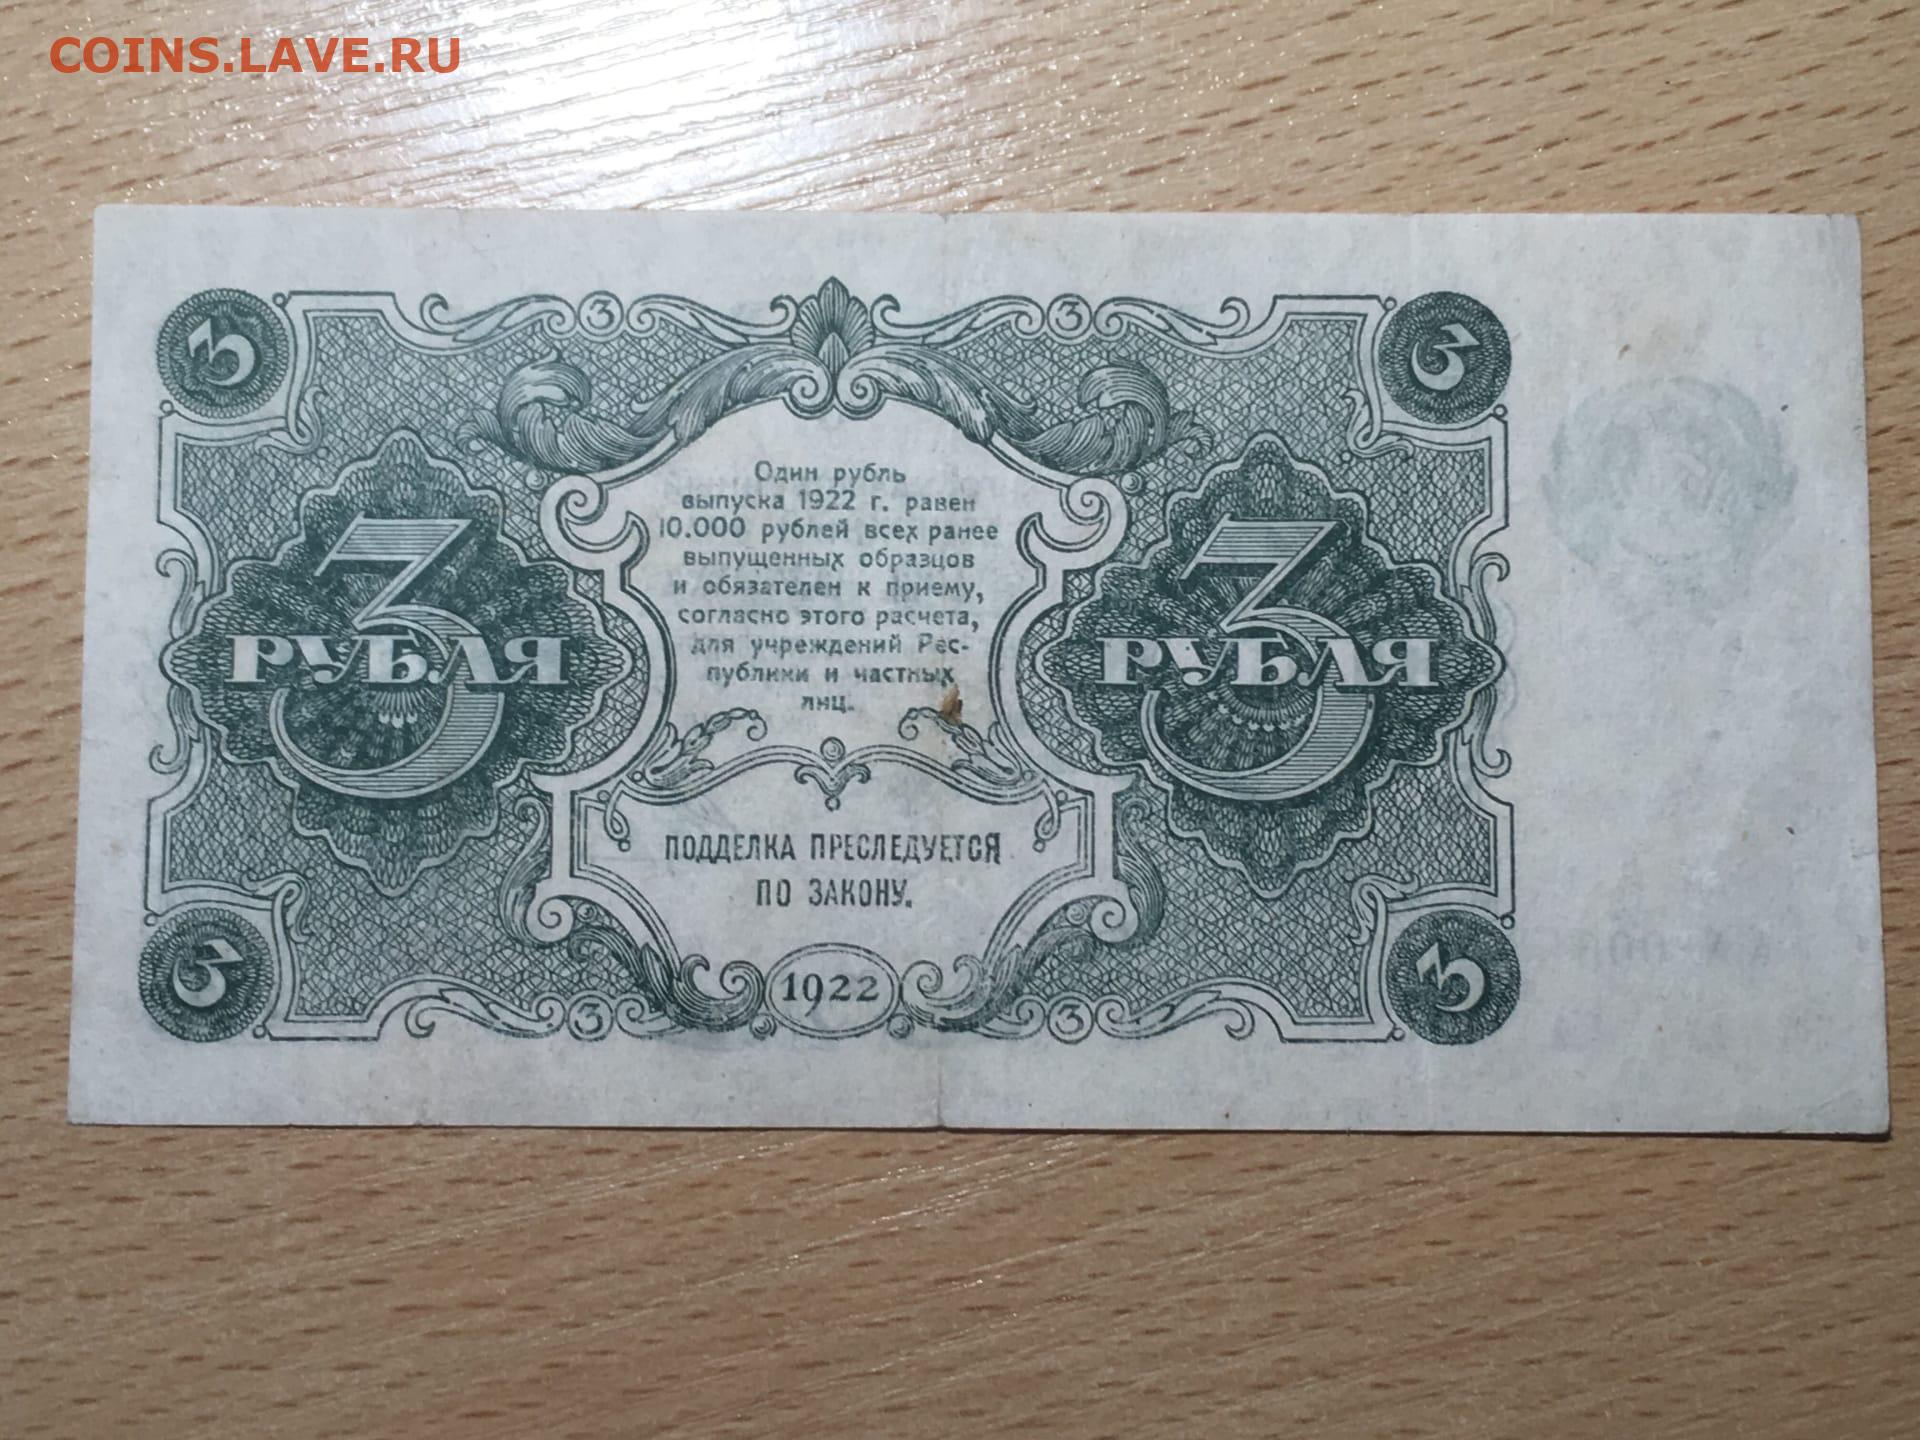 COINS.LAVE.RU
3 3 3 3
Один рубль
выпуска 1922 г. равен
10.000 рублей всех ранее
выпущенных образцов
и обязателен к приему,
согласно этого расчета,
для учреждений Рес-
публики и частных
лиц.
3 РУБЛЯ
3 РУБЛЯ
ПОДДЕЛКА ПРЕСЛЕДУЕТСЯ
ПО ЗАКОНУ.
3 3 1922 3 3